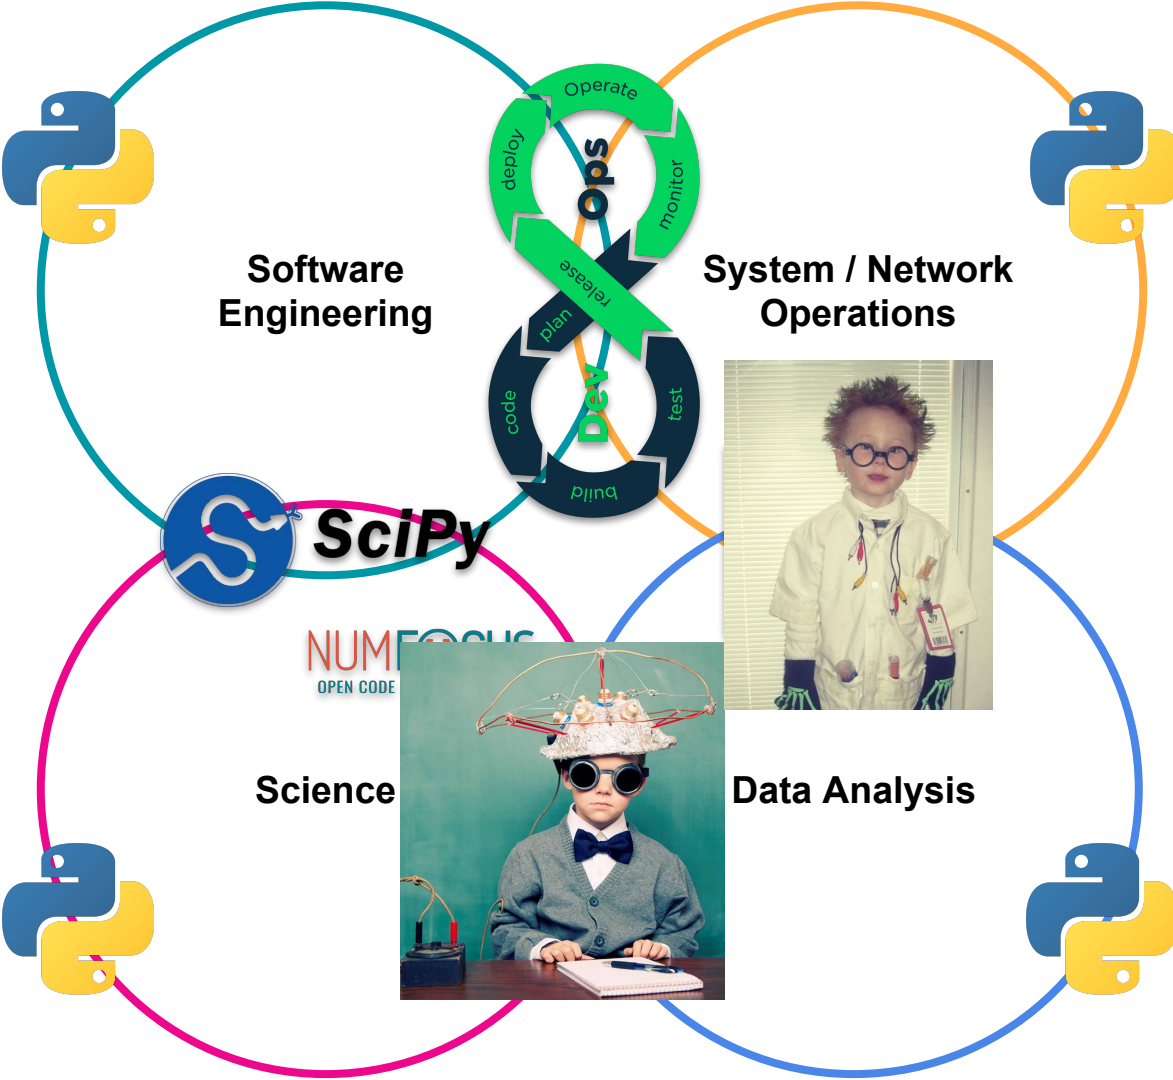 Operate
deploy
Ops
monitor
Software
Engineering
System / Network
Operations
release
plan
Dev
code
test
build
SciPy
NUMFOCUS
OPEN CODE
Science
Data Analysis